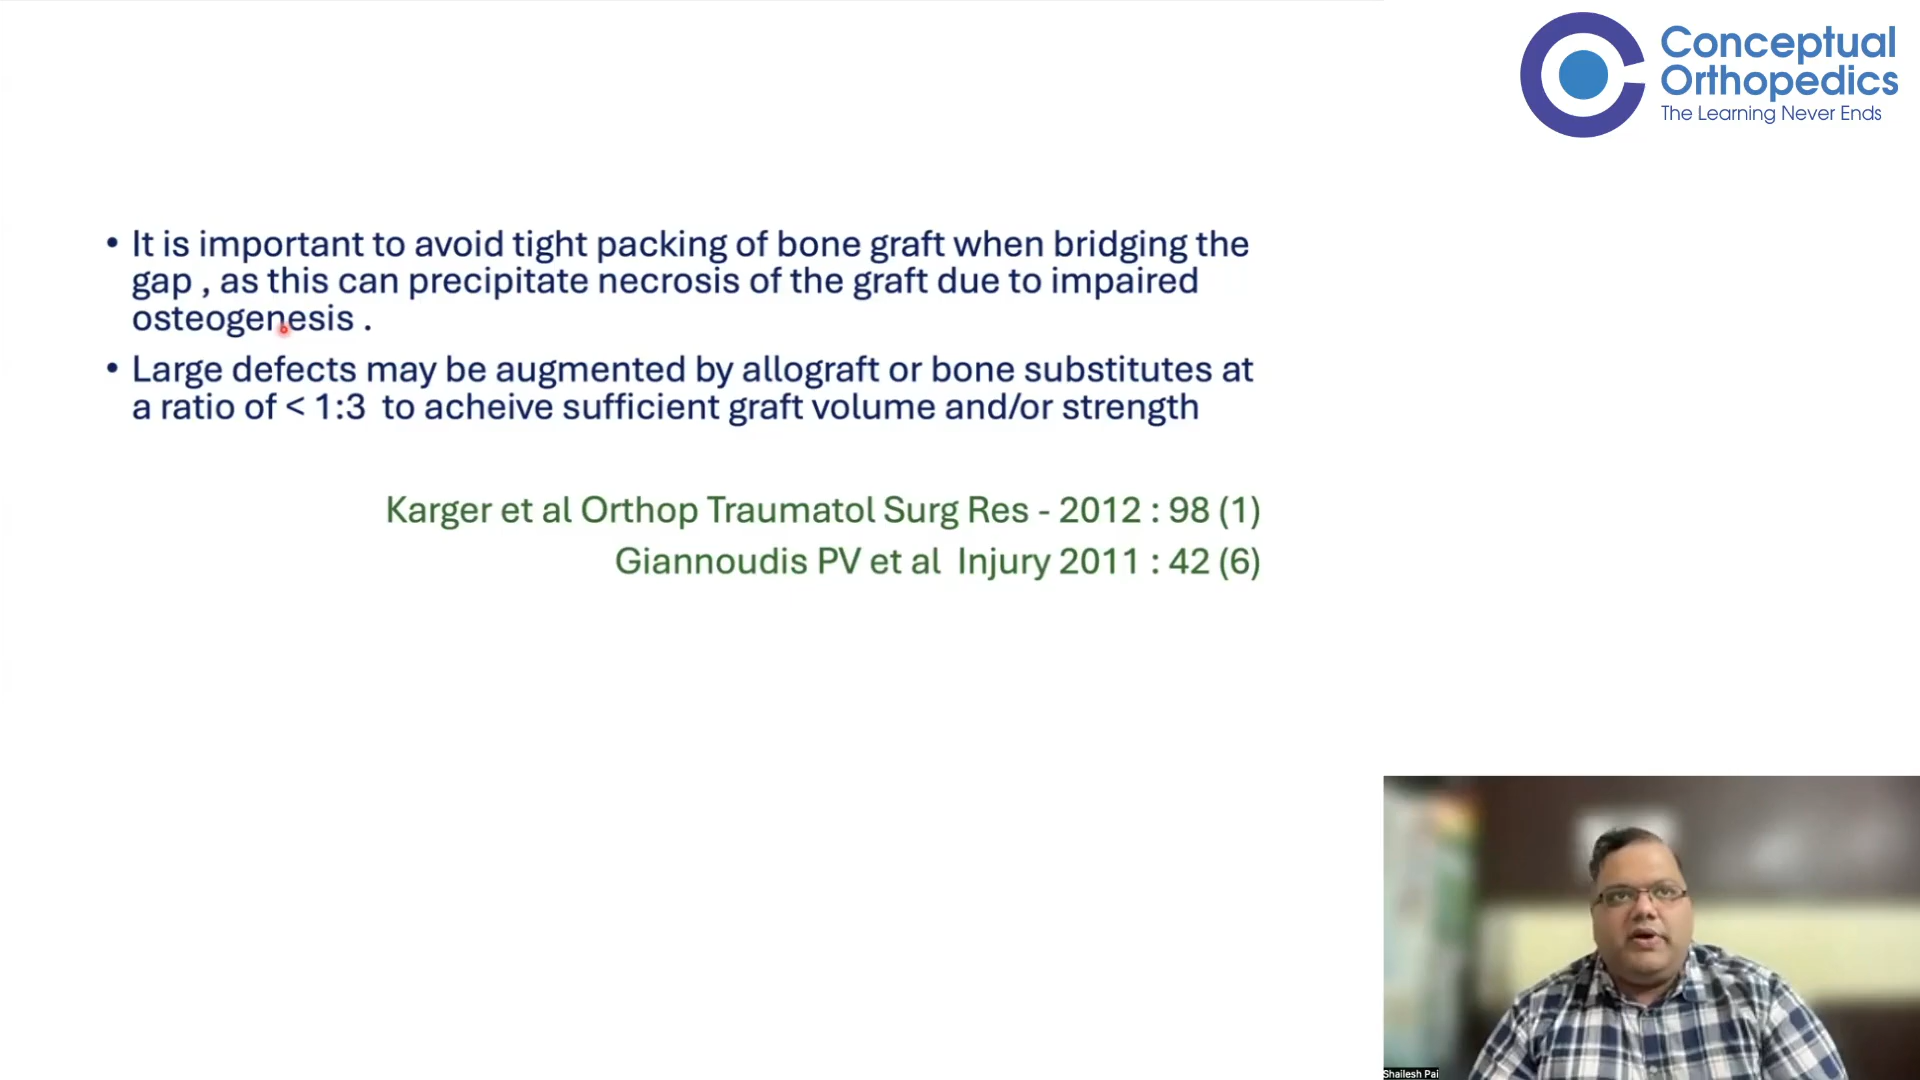 Conceptual
Orthopedics
The Learning Never Ends
• It is important to avoid tight packing of bone graft when bridging the
gap , as this can precipitate necrosis of the graft due to impaired
osteogenesis .
• Large defects may be augmented by allograft or bone substitutes at
a ratio of < 1:3 to acheive sufficient graft volume and/or strength
Karger et al Orthop Traumatol Surg Res - 2012 : 98 (1)
Giannoudis PV et al Injury 2011 : 42 (6)
Shailesh Pai